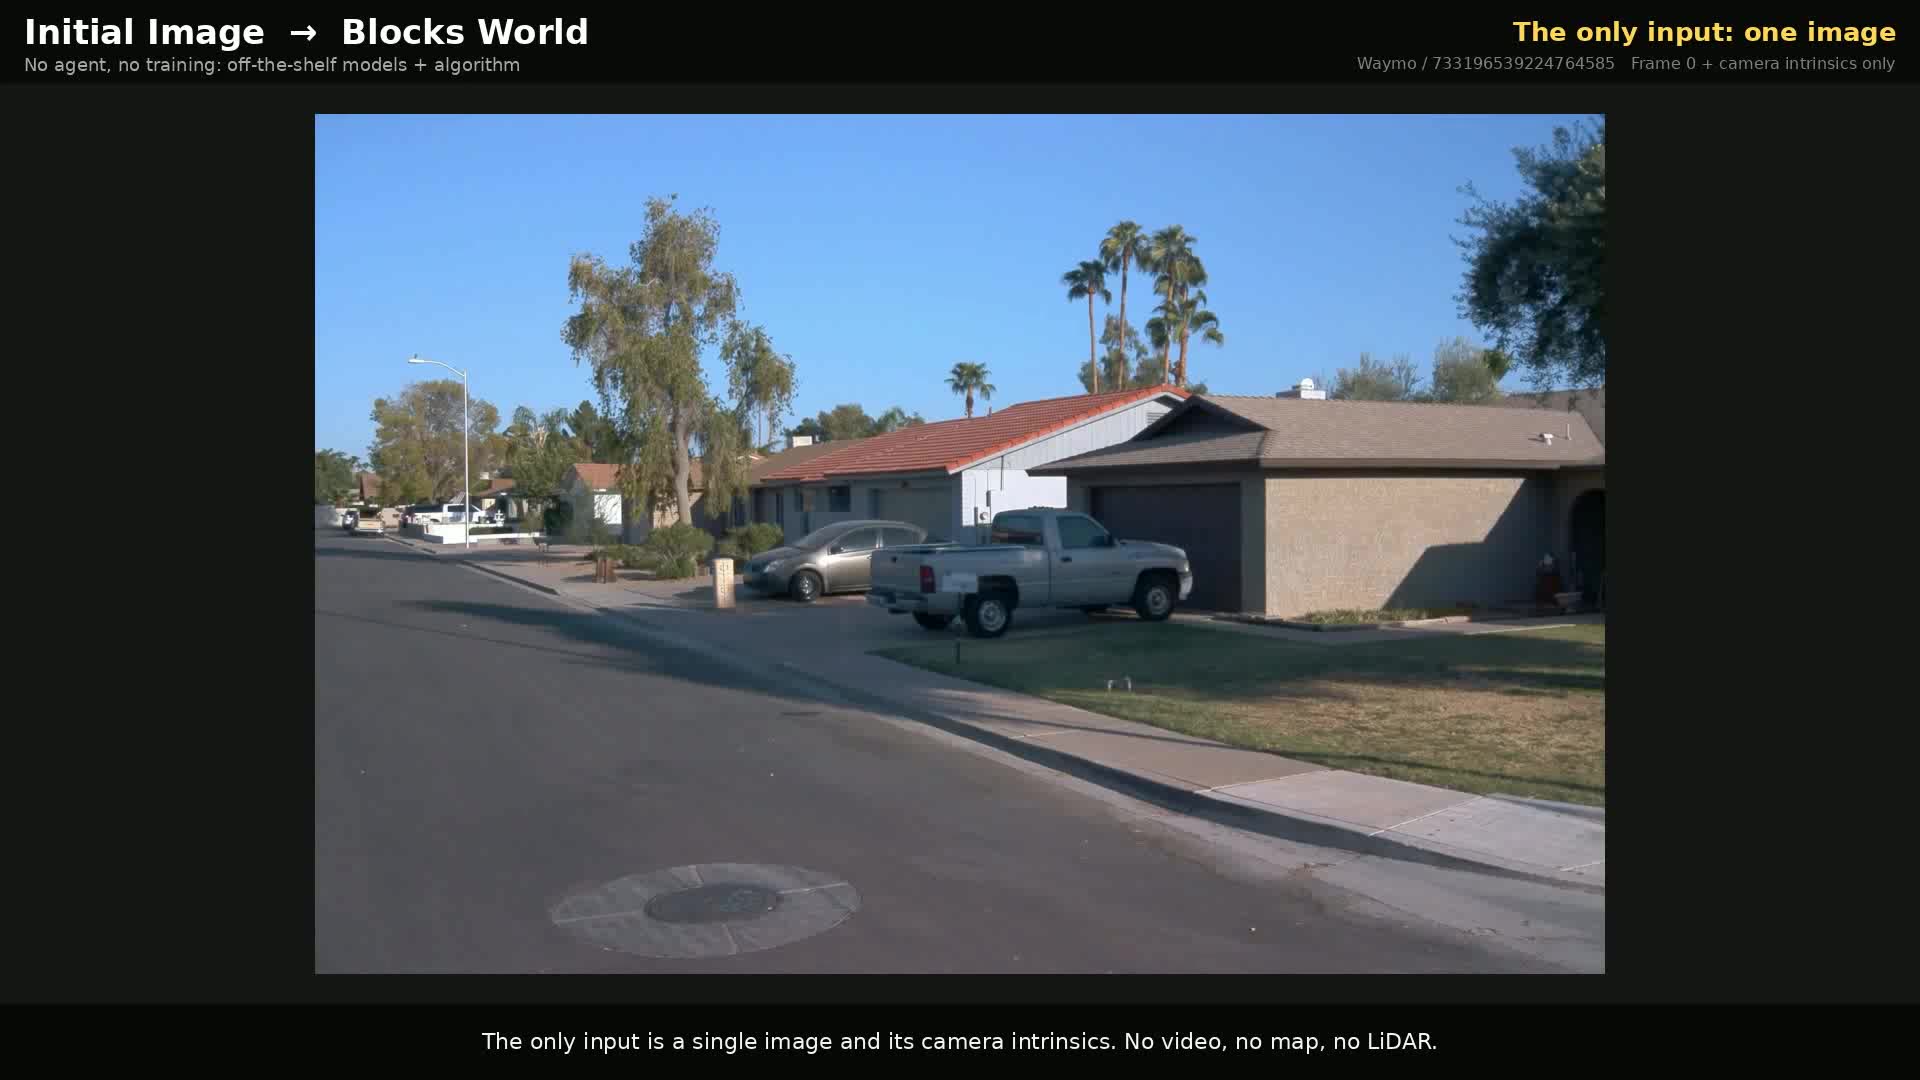 Initial Image → Blocks World
No agent, no training: off-the-shelf models + algorithm
The only input: one image
Waymo / 733196539224764585 Frame 0 + camera intrinsics only
The only input is a single image and its camera intrinsics. No video, no map, no LiDAR.